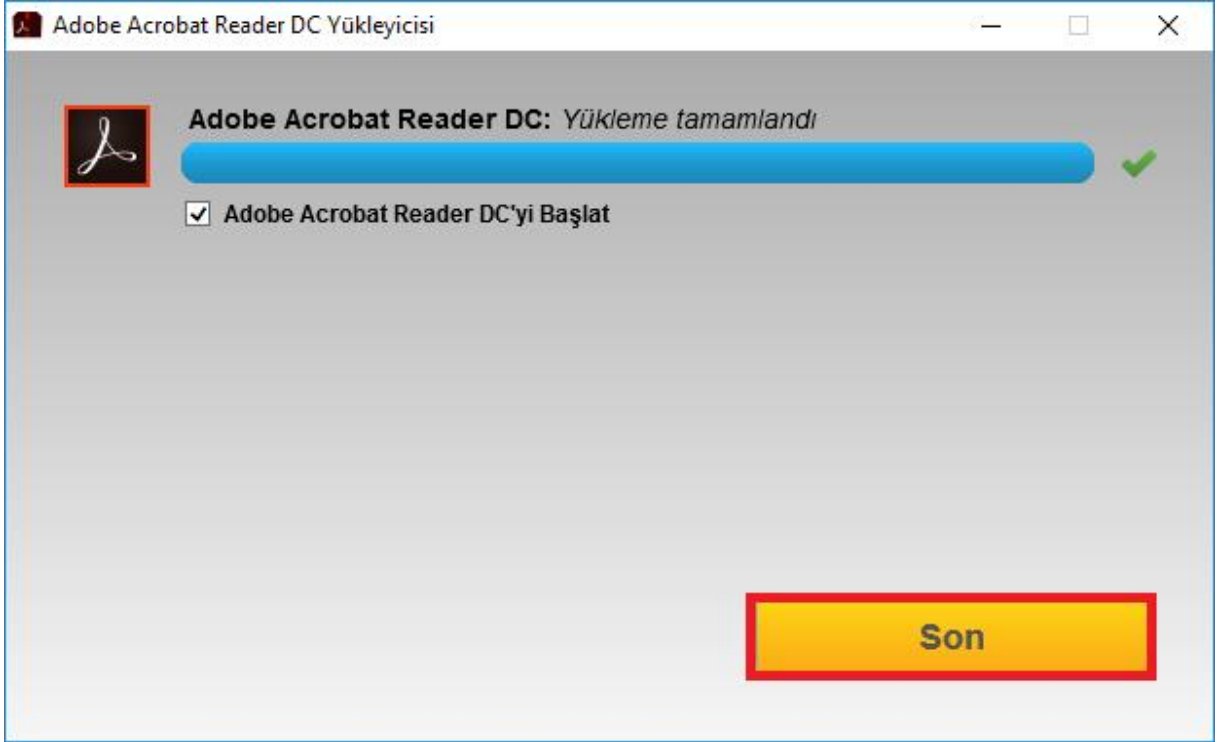 Adobe Acrobat Reader DC Yükleyicisi
Adobe Acrobat Reader DC: Yükleme tamamlandı
Adobe Acrobat Reader DC'yi Başlat
Son